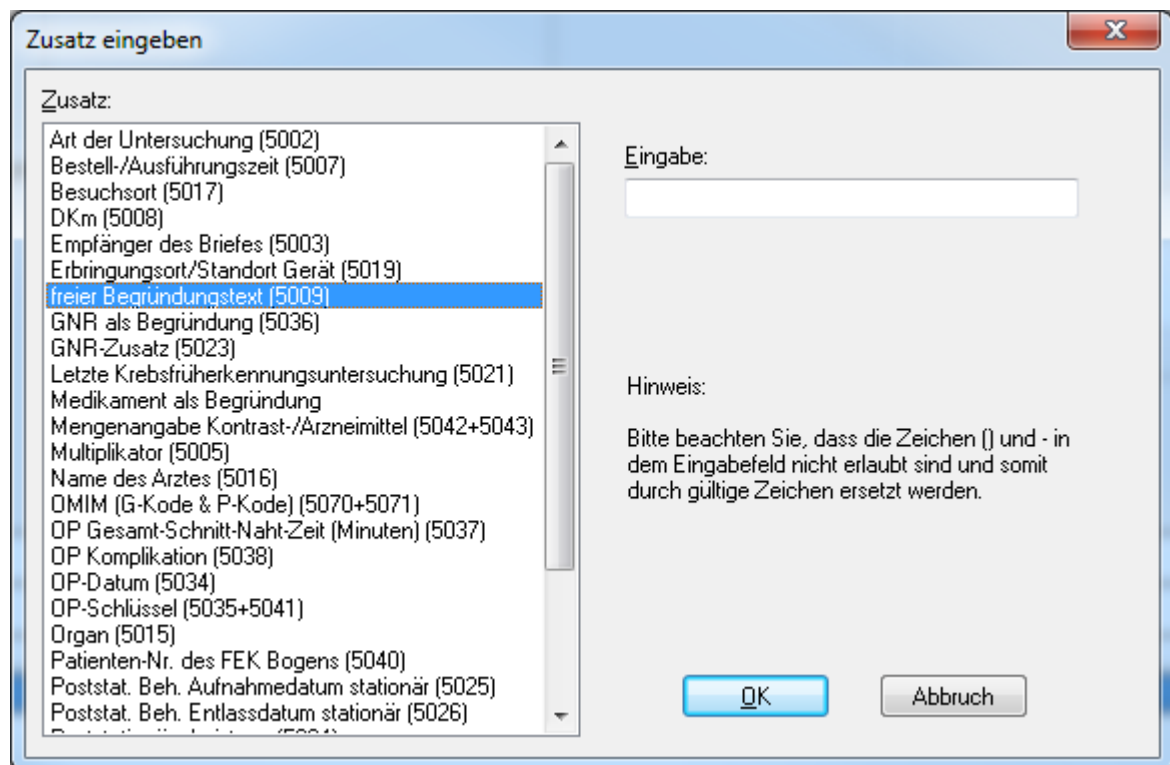 Zusatz eingeben
Zusatz:
Art der Untersuchung (5002)
Bestell-/Ausführungszeit (5007)
Besuchsort (5017)
DKm (5008)
Empfänger des Briefes (5003)
Erbringungsort/Standort Gerät (5019)
freier Begründungstext (5009)
GNR als Begründung (5036)
GNR-Zusatz (5023)
Letzte Krebsfrüherkennungsuntersuchung (5021)
Medikament als Begründung
Mengenangabe Kontrast-/Arzneimittel (5042+5043)
Multiplikator (5005)
Name des Arztes (5016)
OMIM (G-Kode & P-Kode) (5070+5071)
OP Gesamt-Schnitt-Naht-Zeit (Minuten) (5037)
OP Komplikation (5038)
OP-Datum (5034)
OP-Schlüssel (5035+5041)
Organ (5015)
Patienten-Nr. des FEK Bogens (5040)
Poststat. Beh. Aufnahmedatum stationär (5025)
Poststat. Beh. Entlassdatum stationär (5026)
Eingabe:
Hinweis:
Bitte beachten Sie, dass die Zeichen () und - in
dem Eingabefeld nicht erlaubt sind und somit
durch gültige Zeichen ersetzt werden.
OK
Abbruch